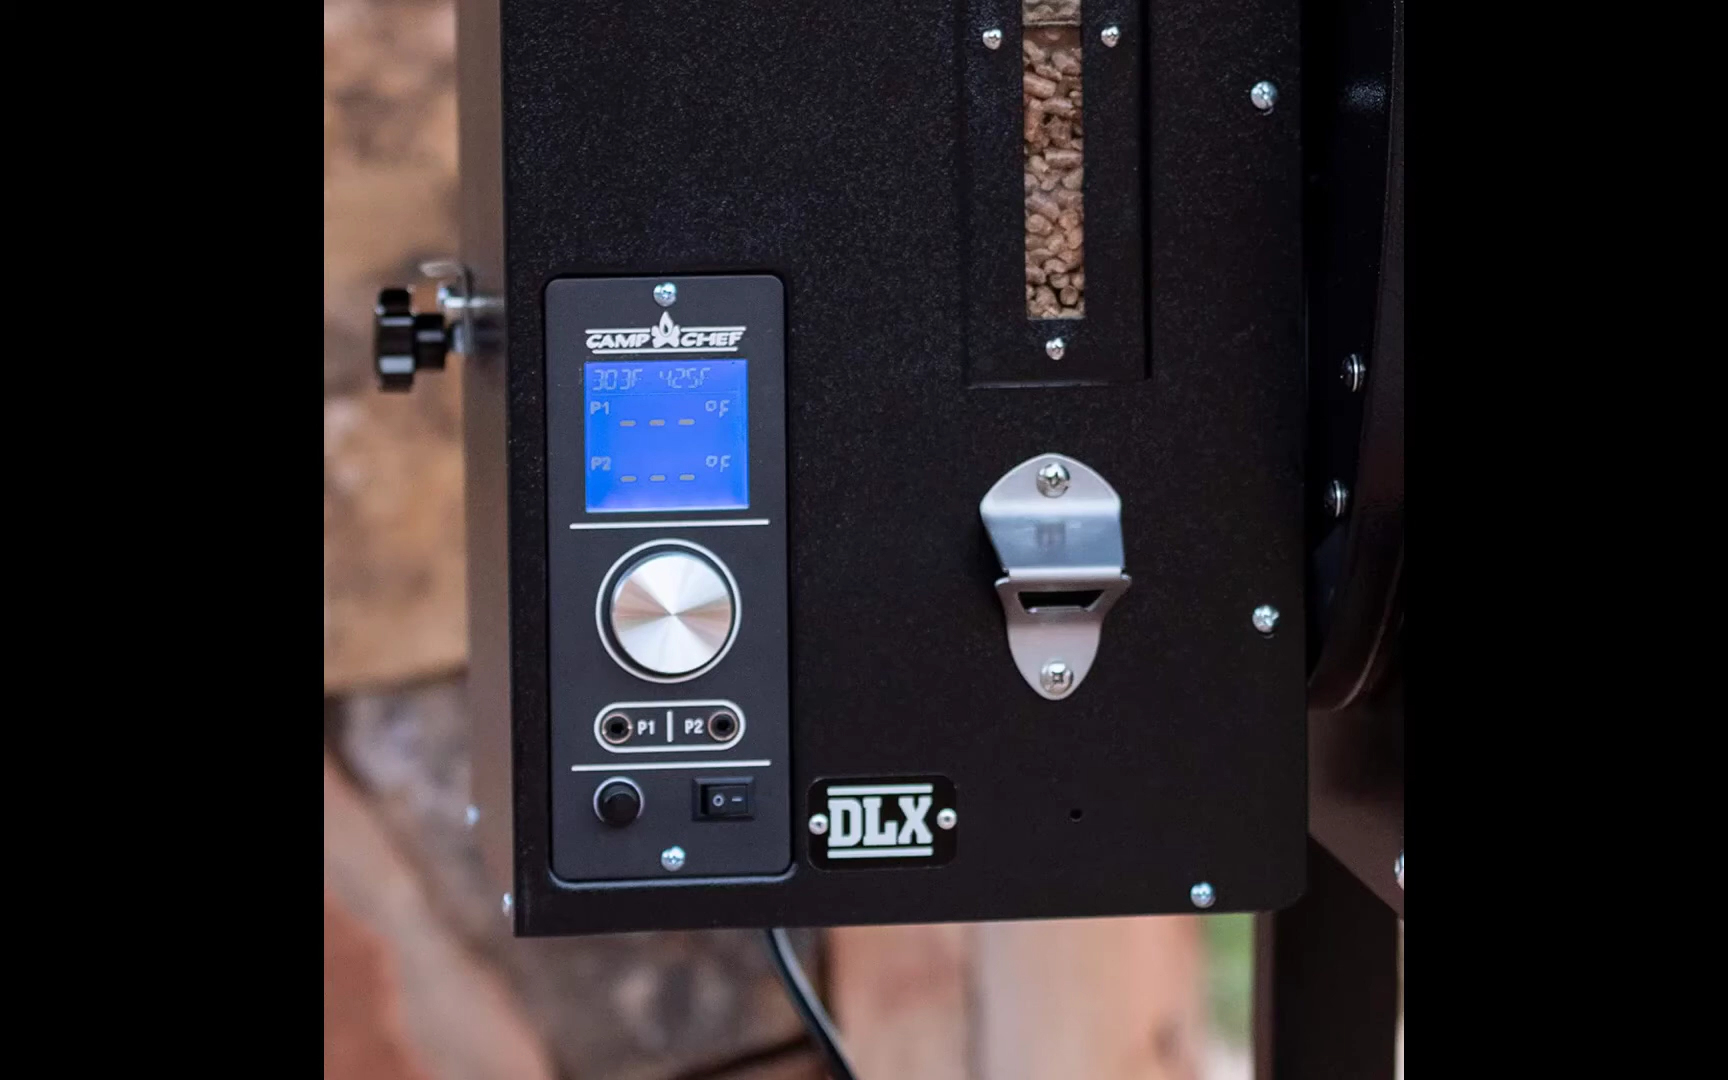 CAMP CHEF
303F 425F
P1 °F
---
P2 °F
---
P1 | P2
O –
DLX